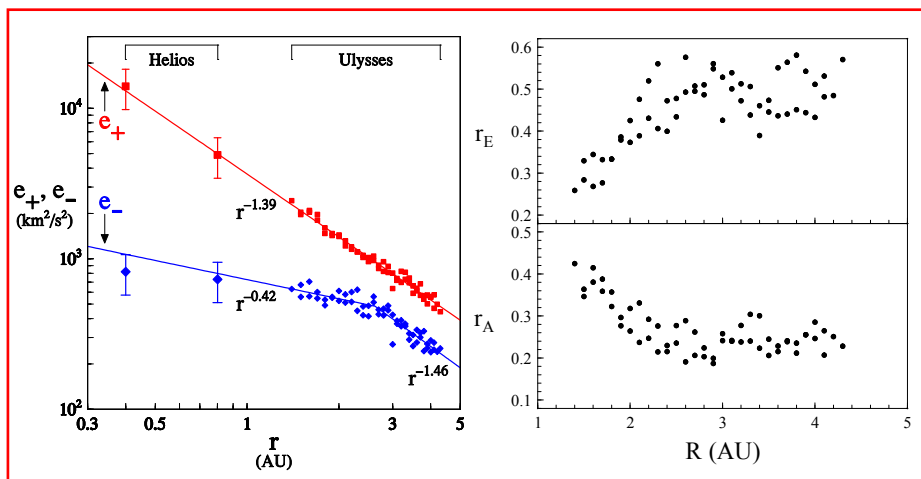 Helios Ulysses
10⁴
e₊
e₊, e₋
(km²/s²)
e₋
10³
10²
r⁻¹·³⁹
r⁻⁰·⁴²
r⁻¹·⁴⁶
0.3 0.5 1 3 5
r
(AU)
0.6
0.5
r_E
0.4
0.3
0.2
0.5
0.4
r_A
0.3
0.2
0.1
1 2 3 4 5
R (AU)